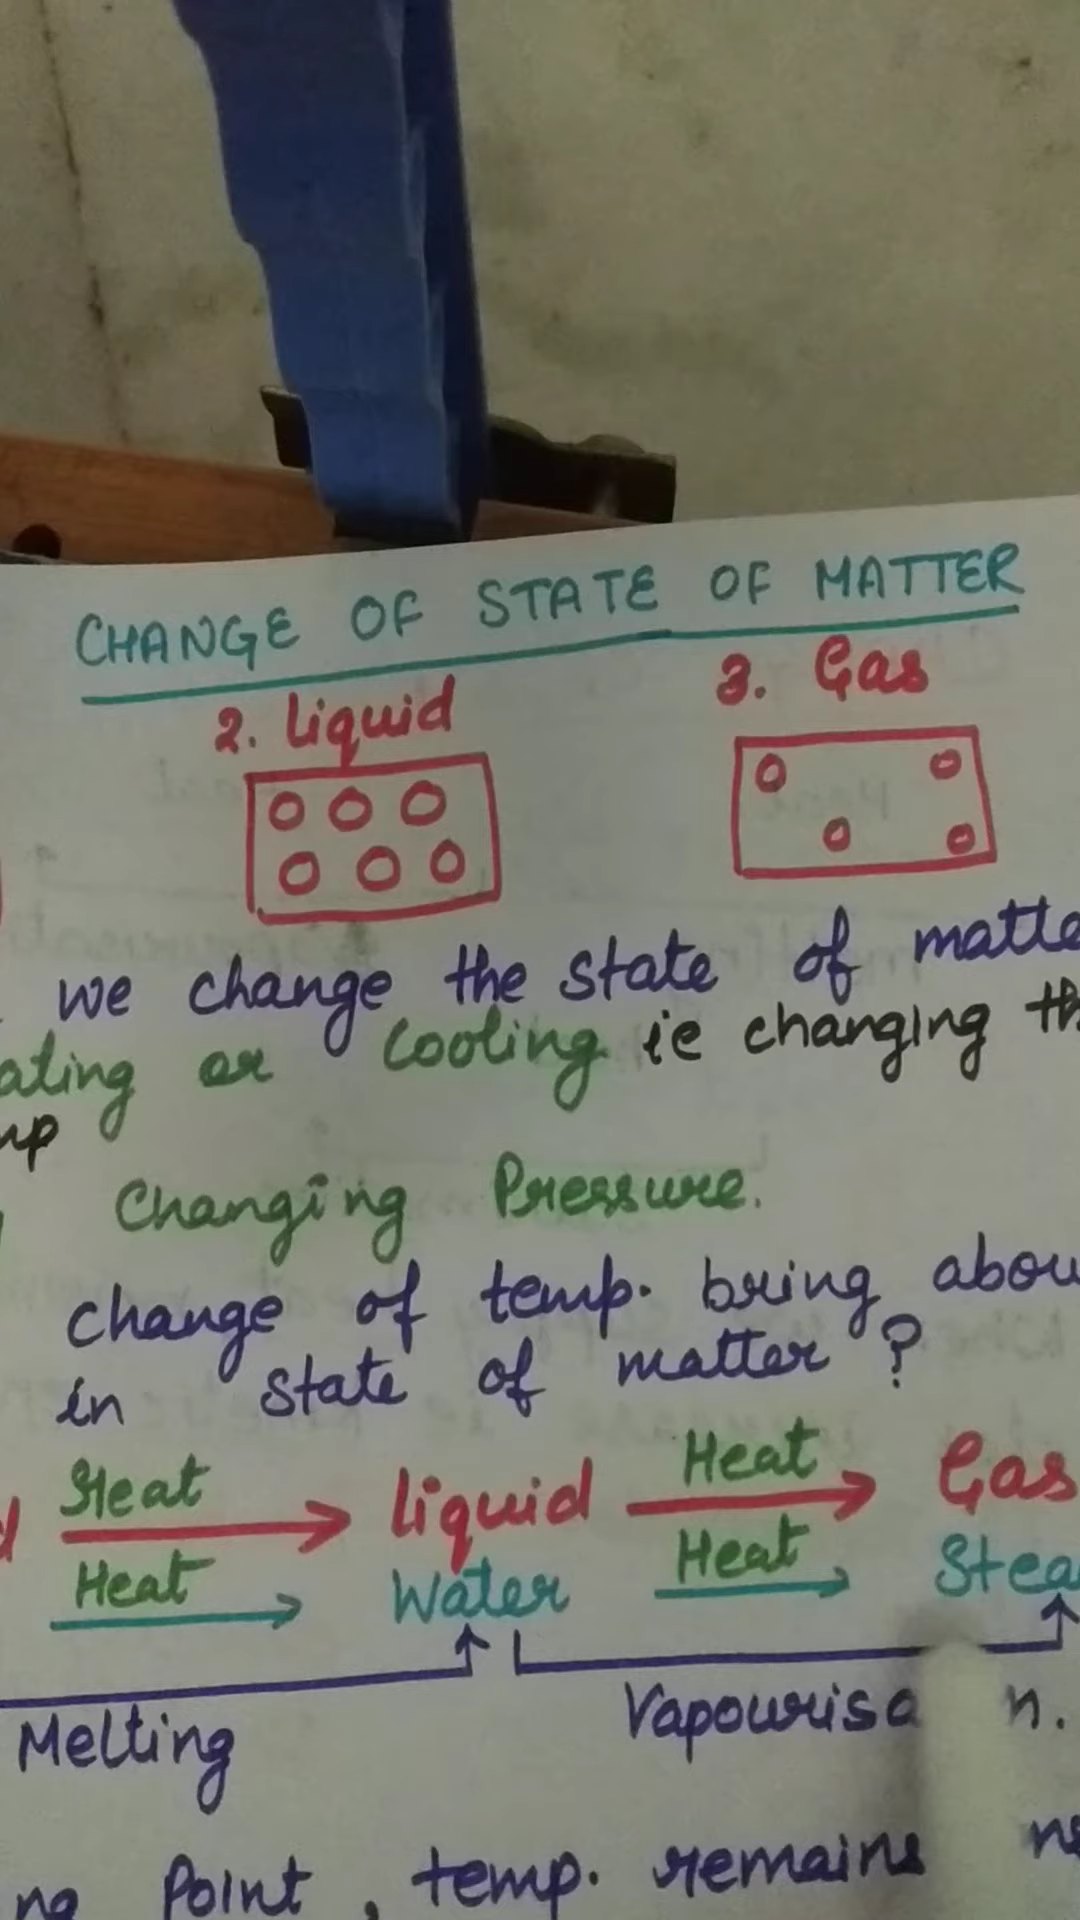 CHANGE OF STATE OF MATTER
2. Liquid
3. Gas
we change the state of matte
ating or Cooling ie changing th
mp
Changing Pressure.
change of temp. bring abou
in state of matter ?
Heat Liquid Heat Gas
Heat Water Heat Stea
Melting
Point, temp. remains